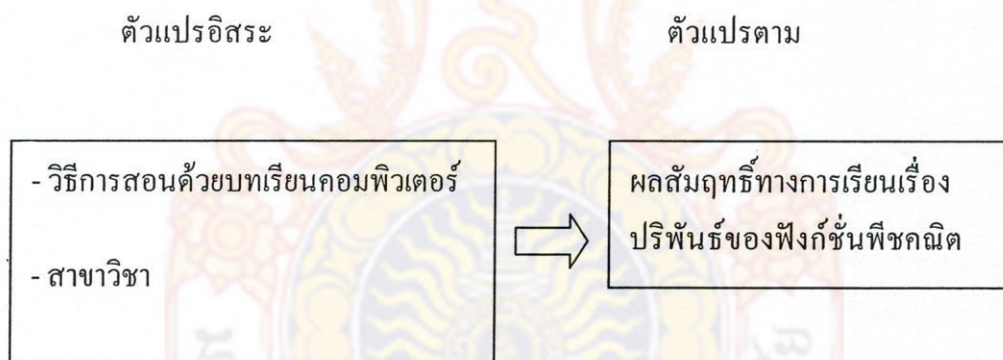 ตัวแปรอิสระ
ตัวแปรตาม
- วิธีการสอนด้วยบทเรียนคอมพิวเตอร์
- สาขาวิชา
ผลสัมฤทธิ์ทางการเรียนเรื่อง
ปริพันธ์ของฟังก์ชั่นพีชคณิต